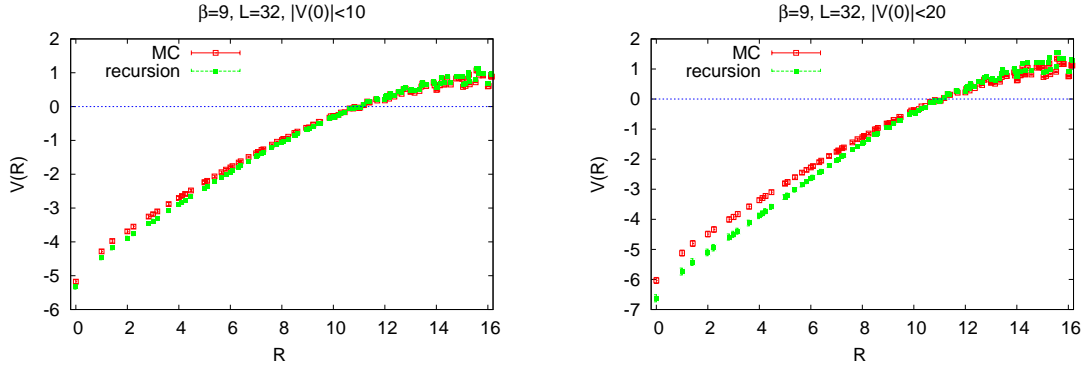 β=9, L=32, |V(0)|<10
MC
recursion
2
1
0
-1
-2
-3
-4
-5
-6
V(R)
0 2 4 6 8 10 12 14 16
R
β=9, L=32, |V(0)|<20
MC
recursion
2
1
0
-1
-2
-3
-4
-5
-6
-7
V(R)
0 2 4 6 8 10 12 14 16
R